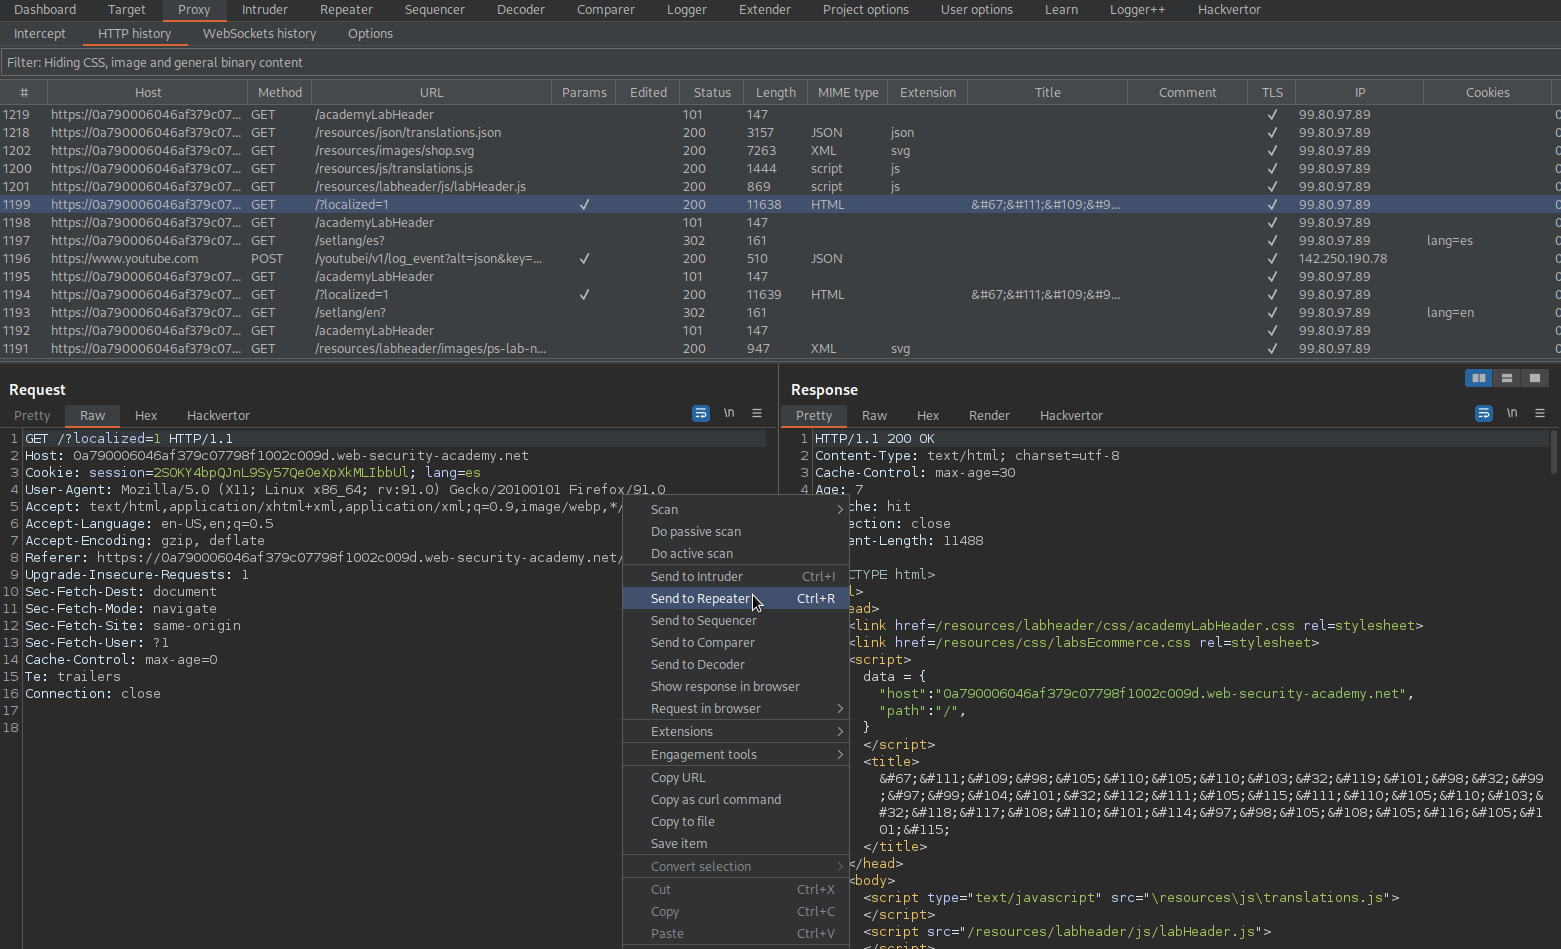 Dashboard Target Proxy Intruder Repeater Sequencer Decoder Comparer Logger Extender Project options User options Learn Logger++ Hackvertor
Intercept HTTP history WebSockets history Options
Filter: Hiding CSS, image and general binary content
# Host Method URL Params Edited Status Length MIME type Extension Title Comment TLS IP Cookies
1219 https://0a790006046af379c07... GET /academyLabHeader 101 147 ✓ 99.80.97.89
1218 https://0a790006046af379c07... GET /resources/json/translations.json 200 3157 JSON json ✓ 99.80.97.89
1202 https://0a790006046af379c07... GET /resources/images/shop.svg 200 7263 XML svg ✓ 99.80.97.89
1200 https://0a790006046af379c07... GET /resources/js/translations.js 200 1444 script js ✓ 99.80.97.89
1201 https://0a790006046af379c07... GET /resources/labheader/js/labHeader.js 200 869 script js ✓ 99.80.97.89
1199 https://0a790006046af379c07... GET /?localized=1 ✓ 200 11638 HTML &#67;&#111;&#109;&#9... ✓ 99.80.97.89
1198 https://0a790006046af379c07... GET /academyLabHeader 101 147 ✓ 99.80.97.89
1197 https://0a790006046af379c07... GET /setlang/es? 302 161 ✓ 99.80.97.89 lang=es
1196 https://www.youtube.com POST /youtubei/v1/log_event?alt=json&key=... ✓ 200 510 JSON ✓ 142.250.190.78
1195 https://0a790006046af379c07... GET /academyLabHeader 101 147 ✓ 99.80.97.89
1194 https://0a790006046af379c07... GET /?localized=1 ✓ 200 11639 HTML &#67;&#111;&#109;&#9... ✓ 99.80.97.89
1193 https://0a790006046af379c07... GET /setlang/en? 302 161 ✓ 99.80.97.89 lang=en
1192 https://0a790006046af379c07... GET /academyLabHeader 101 147 ✓ 99.80.97.89
1191 https://0a790006046af379c07... GET /resources/labheader/images/ps-lab-n... 200 947 XML svg ✓ 99.80.97.89
Request
Pretty Raw Hex Hackvertor \n
1 GET /?localized=1 HTTP/1.1
2 Host: 0a790006046af379c07798f1002c009d.web-security-academy.net
3 Cookie: session=2SOKY4bpQJnL9Sy57Qe0eXpXkMLIbbUl; lang=es
4 User-Agent: Mozilla/5.0 (X11; Linux x86_64; rv:91.0) Gecko/20100101 Firefox/91.0
5 Accept: text/html,application/xhtml+xml,application/xml;q=0.9,image/webp,*/
6 Accept-Language: en-US,en;q=0.5
7 Accept-Encoding: gzip, deflate
8 Referer: https://0a790006046af379c07798f1002c009d.web-security-academy.net/
9 Upgrade-Insecure-Requests: 1
10 Sec-Fetch-Dest: document
11 Sec-Fetch-Mode: navigate
12 Sec-Fetch-Site: same-origin
13 Sec-Fetch-User: ?1
14 Cache-Control: max-age=0
15 Te: trailers
16 Connection: close
17
18
Scan
Do passive scan
Do active scan
Send to Intruder Ctrl+I
Send to Repeater Ctrl+R
Send to Sequencer
Send to Comparer
Send to Decoder
Show response in browser
Request in browser
Extensions
Engagement tools
Copy URL
Copy as curl command
Copy to file
Save item
Convert selection
Cut Ctrl+X
Copy Ctrl+C
Paste Ctrl+V
Response
Pretty Raw Hex Render Hackvertor \n
1 HTTP/1.1 200 OK
2 Content-Type: text/html; charset=utf-8
3 Cache-Control: max-age=30
4 Age: 7
che: hit
ection: close
ent-Length: 11488
CTYPE html>
l>
ead>
<link href=/resources/labheader/css/academyLabHeader.css rel=stylesheet>
<link href=/resources/css/labsEcommerce.css rel=stylesheet>
<script>
data = {
"host":"0a790006046af379c07798f1002c009d.web-security-academy.net",
"path":"/",
}
</script>
<title>
&#67;&#111;&#109;&#98;&#105;&#110;&#105;&#110;&#103;&#32;&#119;&#101;&#98;&#32;&#99
;&#97;&#99;&#104;&#101;&#32;&#112;&#111;&#105;&#115;&#111;&#110;&#105;&#110;&#103;&
#32;&#118;&#117;&#108;&#110;&#101;&#114;&#97;&#98;&#105;&#108;&#105;&#116;&#105;&#1
01;&#115;
</title>
</head>
<body>
<script type="text/javascript" src="\resources\js\translations.js">
</script>
<script src="/resources/labheader/js/labHeader.js">